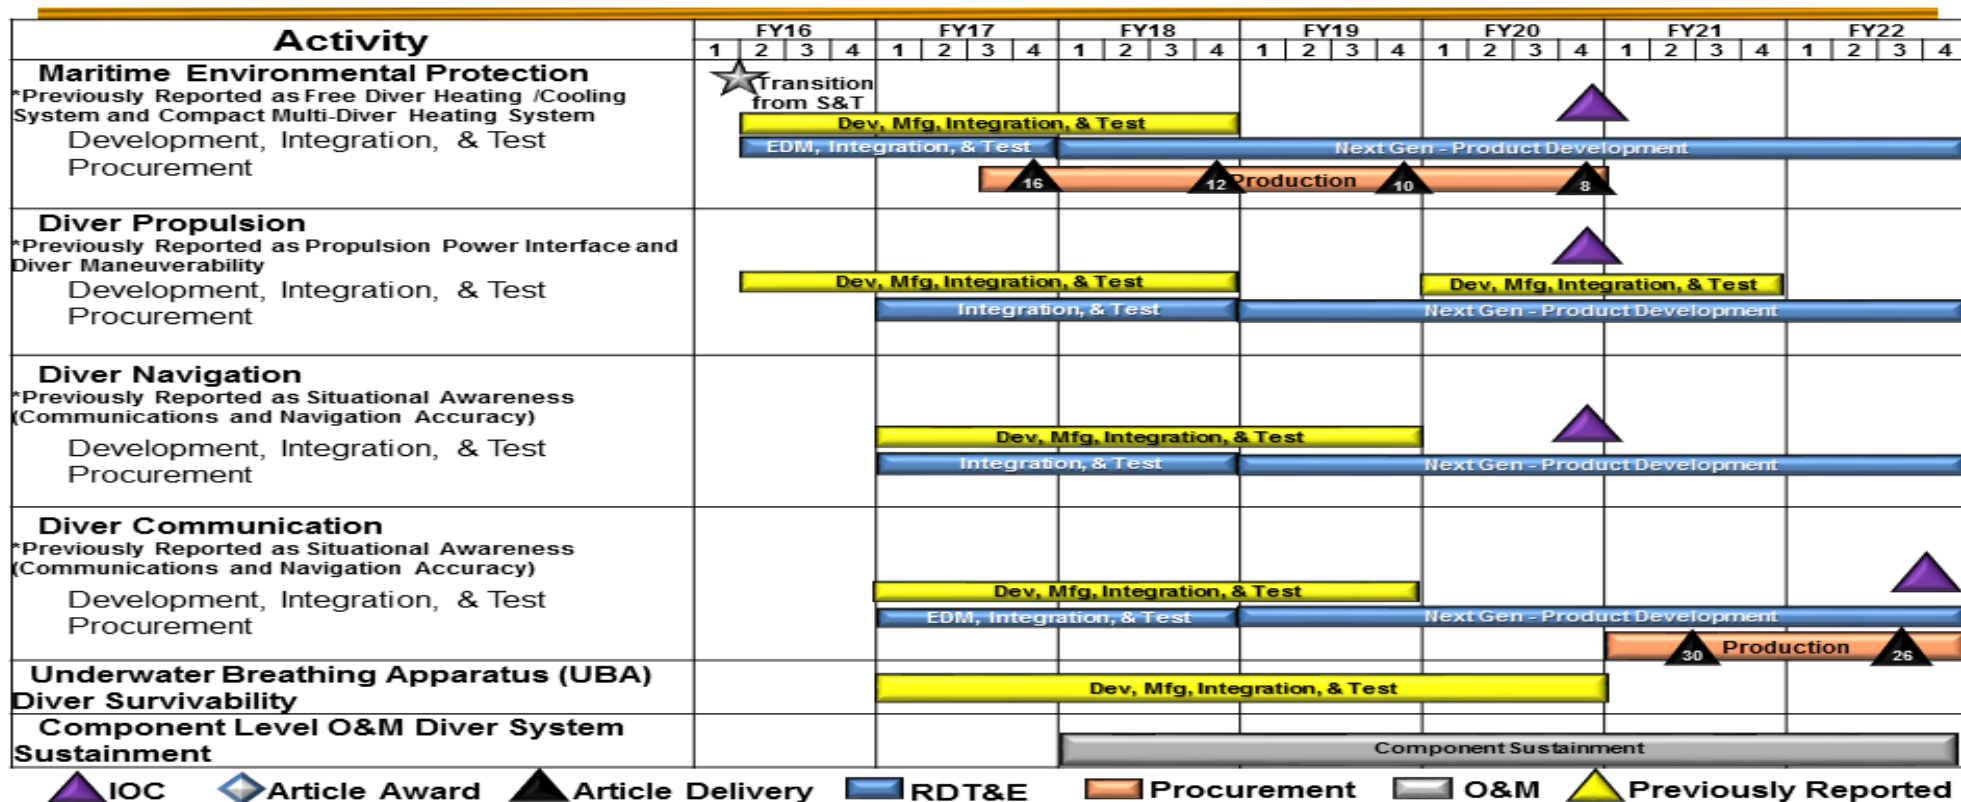 Activity
FY16 FY17 FY18 FY19 FY20 FY21 FY22
1 2 3 4 1 2 3 4 1 2 3 4 1 2 3 4 1 2 3 4 1 2 3 4 1 2 3 4
Maritime Environmental Protection
*Previously Reported as Free Diver Heating /Cooling
System and Compact Multi-Diver Heating System
Development, Integration, & Test
Procurement
Transition
from S&T
Dev, Mfg, Integration, & Test
EDM, Integration, & Test
Next Gen - Product Development
16
12
Production
10
8
Diver Propulsion
*Previously Reported as Propulsion Power Interface and
Diver Maneuverability
Development, Integration, & Test
Procurement
Dev, Mfg, Integration, & Test
Dev, Mfg, Integration, & Test
Integration, & Test
Next Gen - Product Development
Diver Navigation
*Previously Reported as Situational Awareness
(Communications and Navigation Accuracy)
Development, Integration, & Test
Procurement
Dev, Mfg, Integration, & Test
Integration, & Test
Next Gen - Product Development
Diver Communication
*Previously Reported as Situational Awareness
(Communications and Navigation Accuracy)
Development, Integration, & Test
Procurement
Dev, Mfg, Integration, & Test
EDM, Integration, & Test
Next Gen - Product Development
30
Production
26
Underwater Breathing Apparatus (UBA)
Diver Survivability
Dev, Mfg, Integration, & Test
Component Level O&M Diver System
Sustainment
Component Sustainment
IOC
Article Award
Article Delivery
RDT&E
Procurement
O&M
Previously Reported